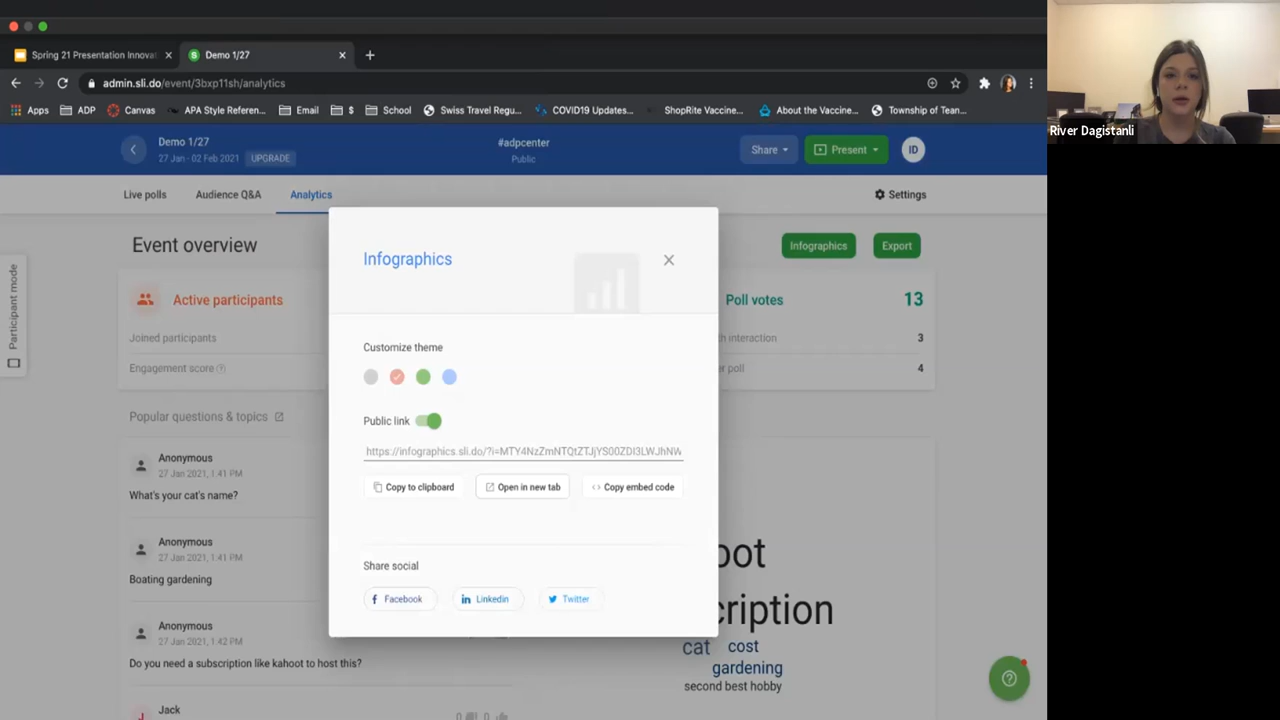 Spring 21 Presentation Innova
Demo 1/27
admin.sli.do/event/3bxp11sh/analytics
Apps
ADP
Canvas
APA Style Referen...
Email
$
School
Swiss Travel Regu...
COVID19 Updates...
ShopRite Vaccine...
About the Vaccine...
Township of Tean...
River Dagistanli
Demo 1/27
27 Jan - 02 Feb 2021
UPGRADE
#adpcenter
Public
Share
Present
ID
Live polls
Audience Q&A
Analytics
Settings
Participant mode
Event overview
Infographics
Export
Active participants
Joined participants
Engagement score
Poll votes
13
th interaction
3
er poll
4
Popular questions & topics
Anonymous
27 Jan 2021, 1:41 PM
What's your cat's name?
Anonymous
27 Jan 2021, 1:41 PM
Boating gardening
Anonymous
27 Jan 2021, 1:42 PM
Do you need a subscription like kahoot to host this?
J
Jack
0
0
Infographics
Customize theme
Public link
Copy to clipboard
Open in new tab
Copy embed code
Share social
Facebook
Linkedin
Twitter
oot
cription
cat
cost
gardening
second best hobby